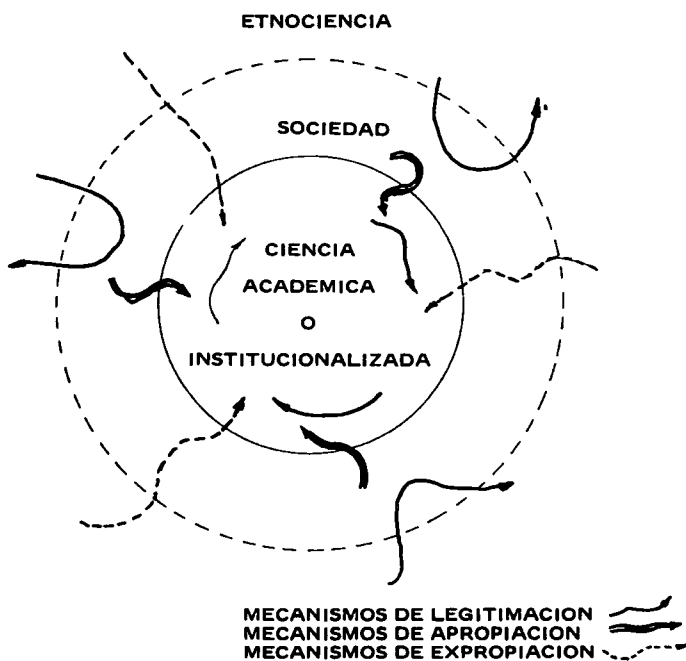 ETNOCIENCIA
SOCIEDAD
CIENCIA
ACADEMICA
O
INSTITUCIONALIZADA
MECANISMOS DE LEGITIMACION
MECANISMOS DE APROPIACION
MECANISMOS DE EXPROPIACION